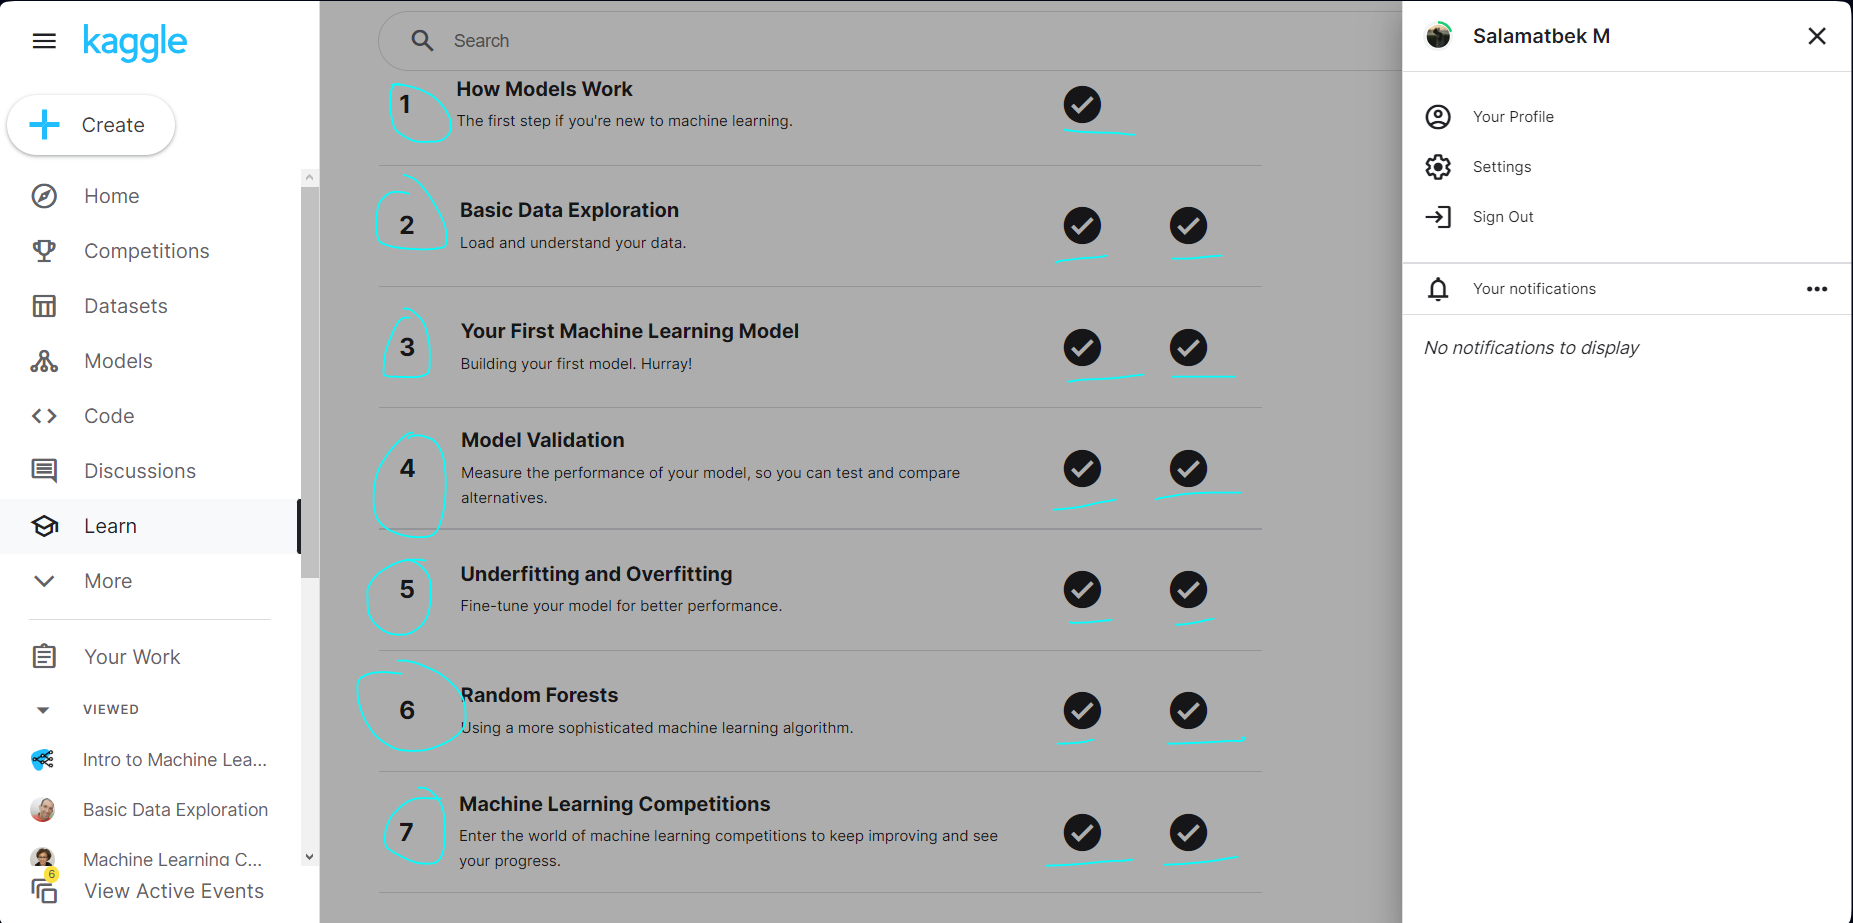 kaggle
Create
Home
Competitions
Datasets
Models
Code
Discussions
Learn
More
Your Work
VIEWED
Intro to Machine Lea...
Basic Data Exploration
Machine Learning C...
6
View Active Events
Search
1
How Models Work
The first step if you're new to machine learning.
2
Basic Data Exploration
Load and understand your data.
3
Your First Machine Learning Model
Building your first model. Hurray!
4
Model Validation
Measure the performance of your model, so you can test and compare
alternatives.
5
Underfitting and Overfitting
Fine-tune your model for better performance.
6
Random Forests
Using a more sophisticated machine learning algorithm.
7
Machine Learning Competitions
Enter the world of machine learning competitions to keep improving and see
your progress.
Salamatbek M
Your Profile
Settings
Sign Out
Your notifications
No notifications to display